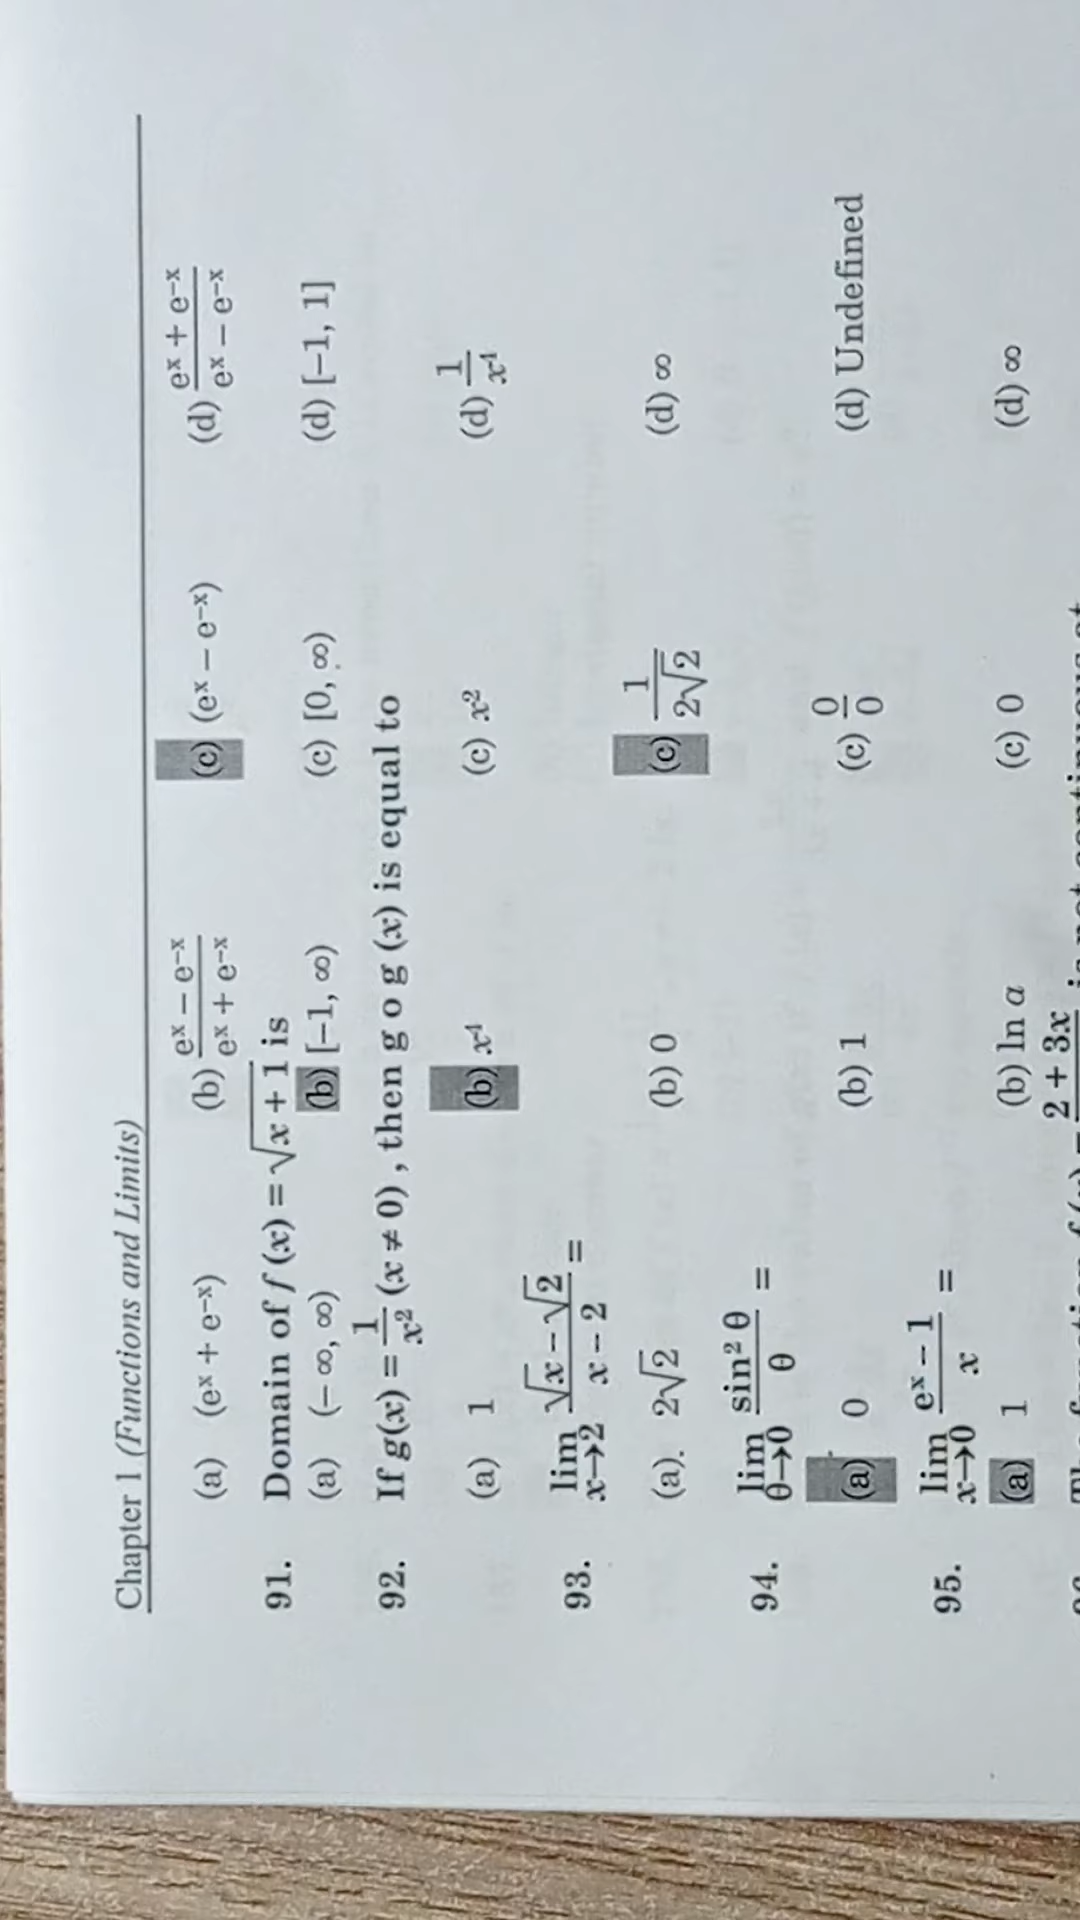 Chapter 1 (Functions and Limits)
(a) (eˣ + e⁻ˣ) (b) (eˣ − e⁻ˣ)/(eˣ + e⁻ˣ) (c) (eˣ − e⁻ˣ) (d) (eˣ + e⁻ˣ)/(eˣ − e⁻ˣ)
91. Domain of f (x) = √(x + 1) is
(a) (− ∞, ∞) (b) [−1, ∞) (c) [0, ∞) (d) [−1, 1]
92. If g(x) = 1/x² (x ≠ 0) , then g o g (x) is equal to
(a) 1 (b) x⁴ (c) x² (d) 1/x⁴
93. lim x→2 (√x − √2)/(x − 2) =
(a). 2√2 (b) 0 (c) 1/(2√2) (d) ∞
94. lim θ→0 (sin² θ)/θ =
(a) 0 (b) 1 (c) 0/0 (d) Undefined
95. lim x→0 (eˣ − 1)/x =
(a) 1 (b) ln a (c) 0 (d) ∞
2 + 3x